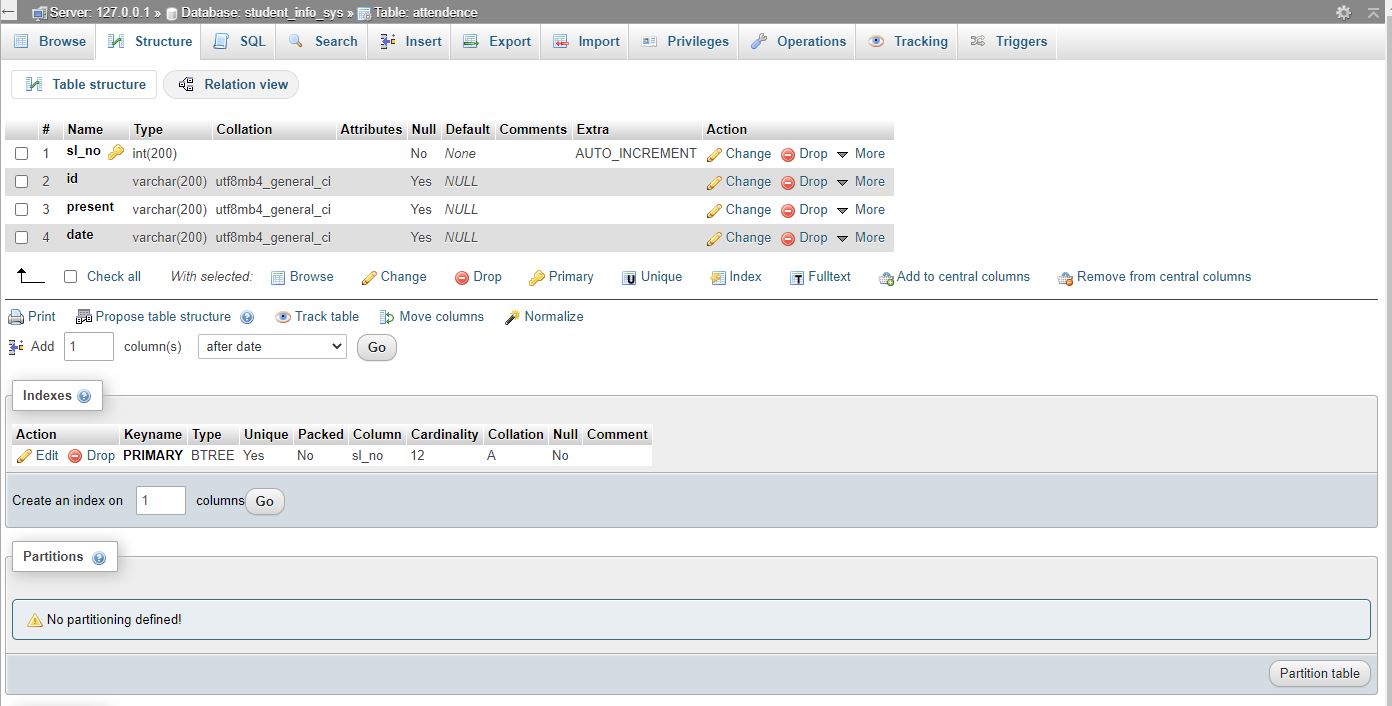 Server: 127.0.0.1 » Database: student_info_sys » Table: attendence
Browse Structure SQL Search Insert Export Import Privileges Operations Tracking Triggers
Table structure Relation view
# Name Type Collation Attributes Null Default Comments Extra Action
1 sl_no int(200) No None AUTO_INCREMENT Change Drop More
2 id varchar(200) utf8mb4_general_ci Yes NULL Change Drop More
3 present varchar(200) utf8mb4_general_ci Yes NULL Change Drop More
4 date varchar(200) utf8mb4_general_ci Yes NULL Change Drop More
Check all With selected: Browse Change Drop Primary Unique Index Fulltext Add to central columns Remove from central columns
Print Propose table structure Track table Move columns Normalize
Add 1 column(s) after date Go
Indexes
Action Keyname Type Unique Packed Column Cardinality Collation Null Comment
Edit Drop PRIMARY BTREE Yes No sl_no 12 A No
Create an index on 1 columns Go
Partitions
No partitioning defined!
Partition table